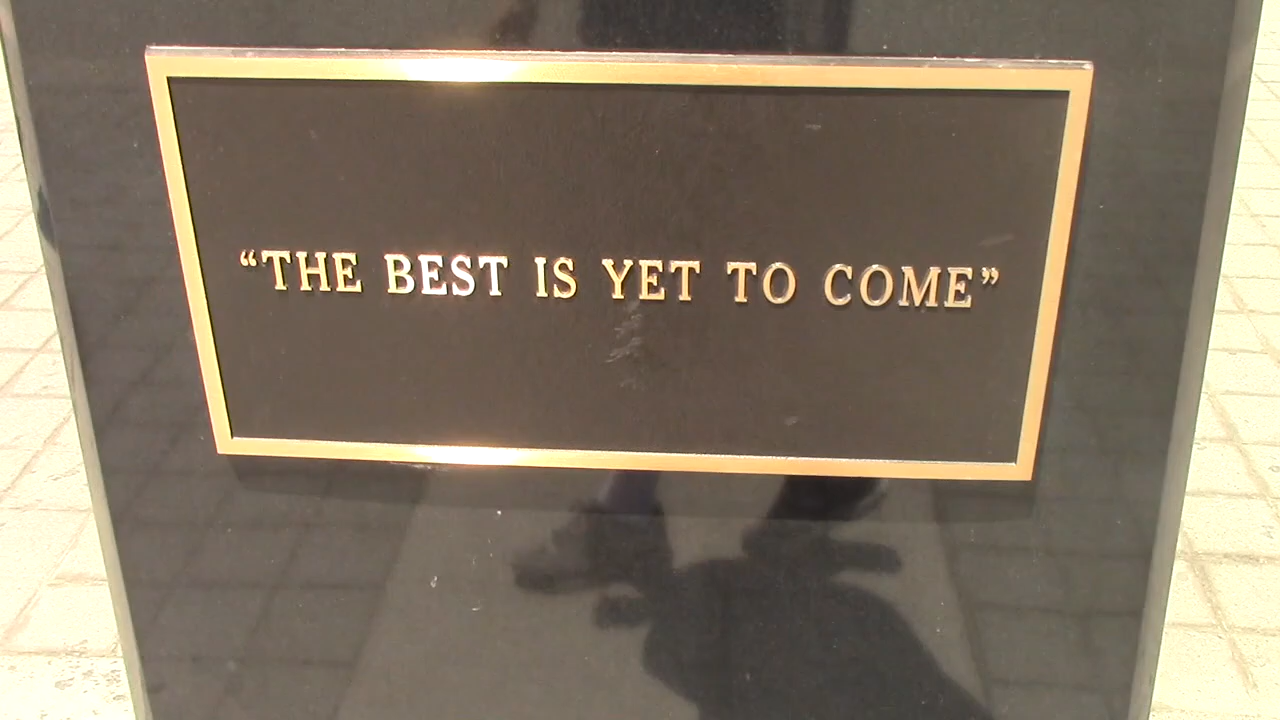 “THE BEST IS YET TO COME”